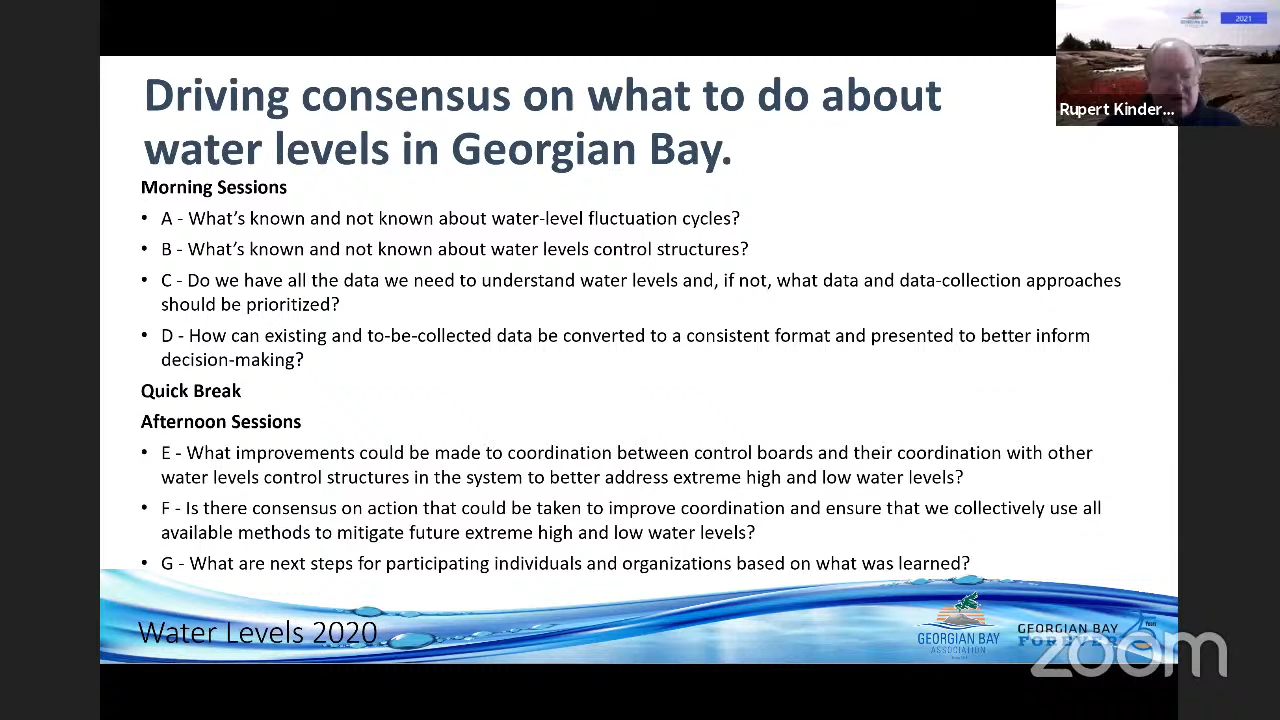 Driving consensus on what to do about
water levels in Georgian Bay.
Morning Sessions
• A - What's known and not known about water-level fluctuation cycles?
• B - What's known and not known about water levels control structures?
• C - Do we have all the data we need to understand water levels and, if not, what data and data-collection approaches
should be prioritized?
• D - How can existing and to-be-collected data be converted to a consistent format and presented to better inform
decision-making?
Quick Break
Afternoon Sessions
• E - What improvements could be made to coordination between control boards and their coordination with other
water levels control structures in the system to better address extreme high and low water levels?
• F - Is there consensus on action that could be taken to improve coordination and ensure that we collectively use all
available methods to mitigate future extreme high and low water levels?
• G - What are next steps for participating individuals and organizations based on what was learned?
Water Levels 2020
GEORGIAN BAY
ASSOCIATION
GEORGIAN BAY
FOREVER
Years
zoom
GEORGIAN BAY
2021
Rupert Kinder...